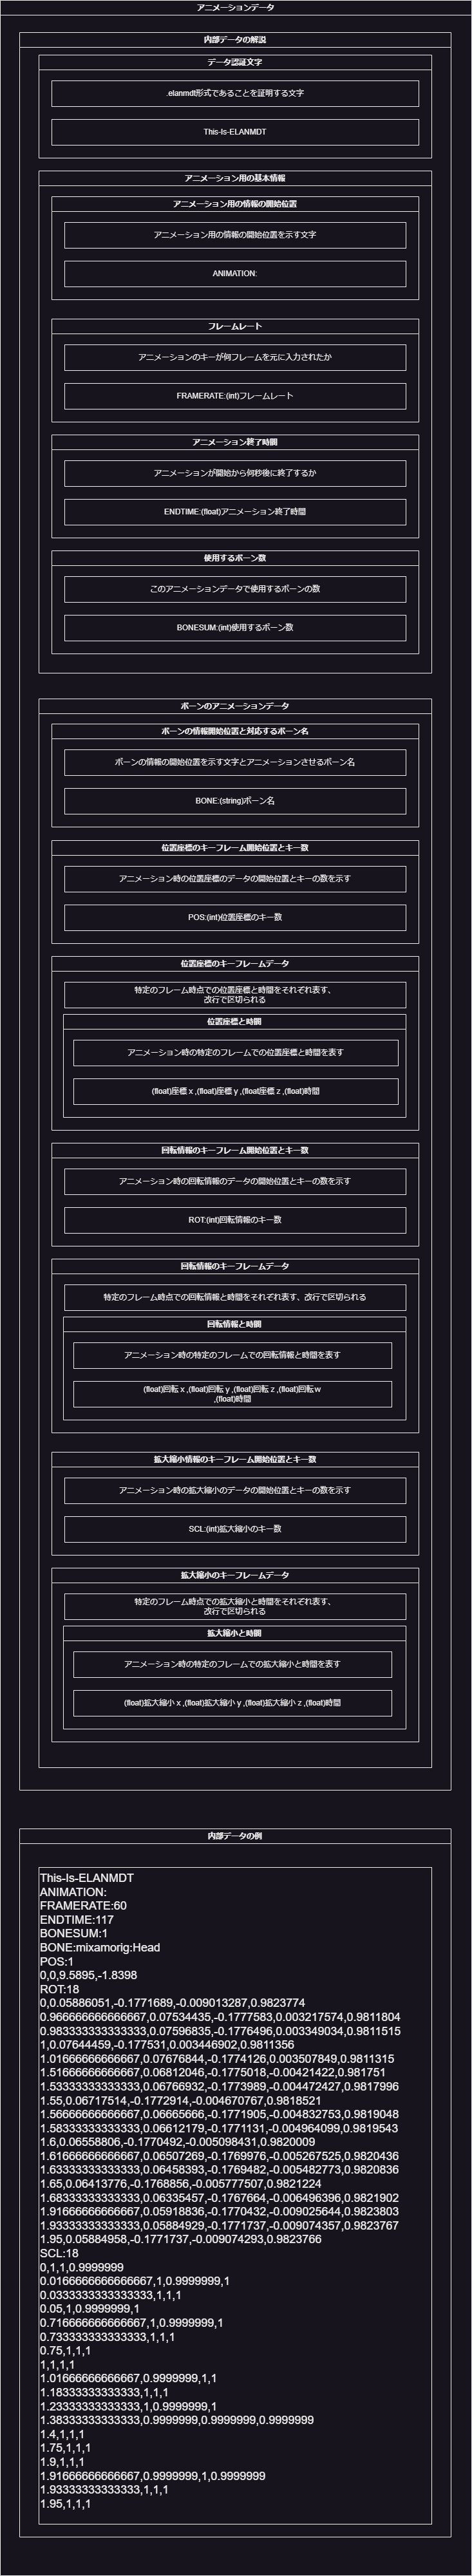 アニメーションデータ
内部データの解説
データ認証文字
.elanmdt形式であることを証明する文字
This-Is-ELANMDT
アニメーション用の基本情報
アニメーション用の情報の開始位置
アニメーション用の情報の開始位置を示す文字
ANIMATION:
フレームレート
アニメーションのキーが何フレームを元に入力されたか
FRAMERATE:(int)フレームレート
アニメーション終了時間
アニメーションが開始から何秒後に終了するか
ENDTIME:(float)アニメーション終了時間
使用するボーン数
このアニメーションデータで使用するボーンの数
BONESUM:(int)使用するボーン数
ボーンのアニメーションデータ
ボーンの情報開始位置と対応するボーン名
ボーンの情報の開始位置を示す文字とアニメーションさせるボーン名
BONE:(string)ボーン名
位置座標のキーフレーム開始位置とキー数
アニメーション時の位置座標のデータの開始位置とキーの数を示す
POS:(int)位置座標のキー数
位置座標のキーフレームデータ
特定のフレーム時点での位置座標と時間をそれぞれ表す、
改行で区切られる
位置座標と時間
アニメーション時の特定のフレームでの位置座標と時間を表す
(float)座標ｘ,(float)座標ｙ,(float座標ｚ,(float)時間
回転情報のキーフレーム開始位置とキー数
アニメーション時の回転情報のデータの開始位置とキーの数を示す
ROT:(int)回転情報のキー数
回転情報のキーフレームデータ
特定のフレーム時点での回転情報と時間をそれぞれ表す、改行で区切られる
回転情報と時間
アニメーション時の特定のフレームでの回転情報と時間を表す
(float)回転ｘ,(float)回転ｙ,(float)回転ｚ,(float)回転ｗ
,(float)時間
拡大縮小情報のキーフレーム開始位置とキー数
アニメーション時の拡大縮小のデータの開始位置とキーの数を示す
SCL:(int)拡大縮小のキー数
拡大縮小のキーフレームデータ
特定のフレーム時点での拡大縮小と時間をそれぞれ表す、
改行で区切られる
拡大縮小と時間
アニメーション時の特定のフレームでの拡大縮小と時間を表す
(float)拡大縮小ｘ,(float)拡大縮小ｙ,(float)拡大縮小ｚ,(float)時間
内部データの例
This-Is-ELANMDT
ANIMATION:
FRAMERATE:60
ENDTIME:117
BONESUM:1
BONE:mixamorig:Head
POS:1
0,0,9.5895,-1.8398
ROT:18
0,0.05886051,-0.1771689,-0.009013287,0.9823774
0.966666666666667,0.07534435,-0.1777583,0.003217574,0.9811804
0.983333333333333,0.07596835,-0.1776496,0.003349034,0.9811515
1,0.07644459,-0.177531,0.003446902,0.9811356
1.01666666666667,0.07676844,-0.1774126,0.003507849,0.9811315
1.51666666666667,0.06812046,-0.1775018,-0.00421422,0.981751
1.53333333333333,0.06766932,-0.1773989,-0.004472427,0.9817996
1.55,0.06717514,-0.1772914,-0.004670767,0.9818521
1.56666666666667,0.06665666,-0.1771905,-0.004832753,0.9819048
1.58333333333333,0.06612179,-0.1771131,-0.004964099,0.9819543
1.6,0.06558806,-0.1770492,-0.005098431,0.9820009
1.61666666666667,0.06507269,-0.1769976,-0.005267525,0.9820436
1.63333333333333,0.06458393,-0.1769482,-0.005482773,0.9820836
1.65,0.06413776,-0.1768856,-0.005777507,0.9821224
1.68333333333333,0.06335457,-0.1767664,-0.006496396,0.9821902
1.91666666666667,0.05918836,-0.1770432,-0.009025644,0.9823803
1.93333333333333,0.05884929,-0.1771737,-0.009074357,0.9823767
1.95,0.05884958,-0.1771737,-0.009074293,0.9823766
SCL:18
0,1,1,0.9999999
0.0166666666666667,1,0.9999999,1
0.0333333333333333,1,1,1
0.05,1,0.9999999,1
0.716666666666667,1,0.9999999,1
0.733333333333333,1,1,1
0.75,1,1,1
1,1,1,1
1.01666666666667,0.9999999,1,1
1.18333333333333,1,1,1
1.23333333333333,1,0.9999999,1
1.38333333333333,0.9999999,0.9999999,0.9999999
1.4,1,1,1
1.75,1,1,1
1.9,1,1,1
1.91666666666667,0.9999999,1,0.9999999
1.93333333333333,1,1,1
1.95,1,1,1